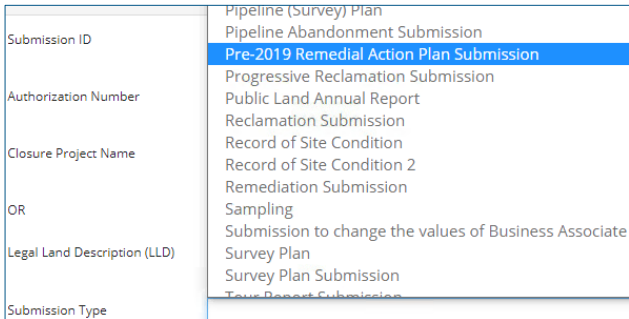 Submission ID
Authorization Number
Closure Project Name
OR
Legal Land Description (LLD)
Submission Type
Pipeline (Survey) Plan
Pipeline Abandonment Submission
Pre-2019 Remedial Action Plan Submission
Progressive Reclamation Submission
Public Land Annual Report
Reclamation Submission
Record of Site Condition
Record of Site Condition 2
Remediation Submission
Sampling
Submission to change the values of Business Associate
Survey Plan
Survey Plan Submission
Tour Report Submission